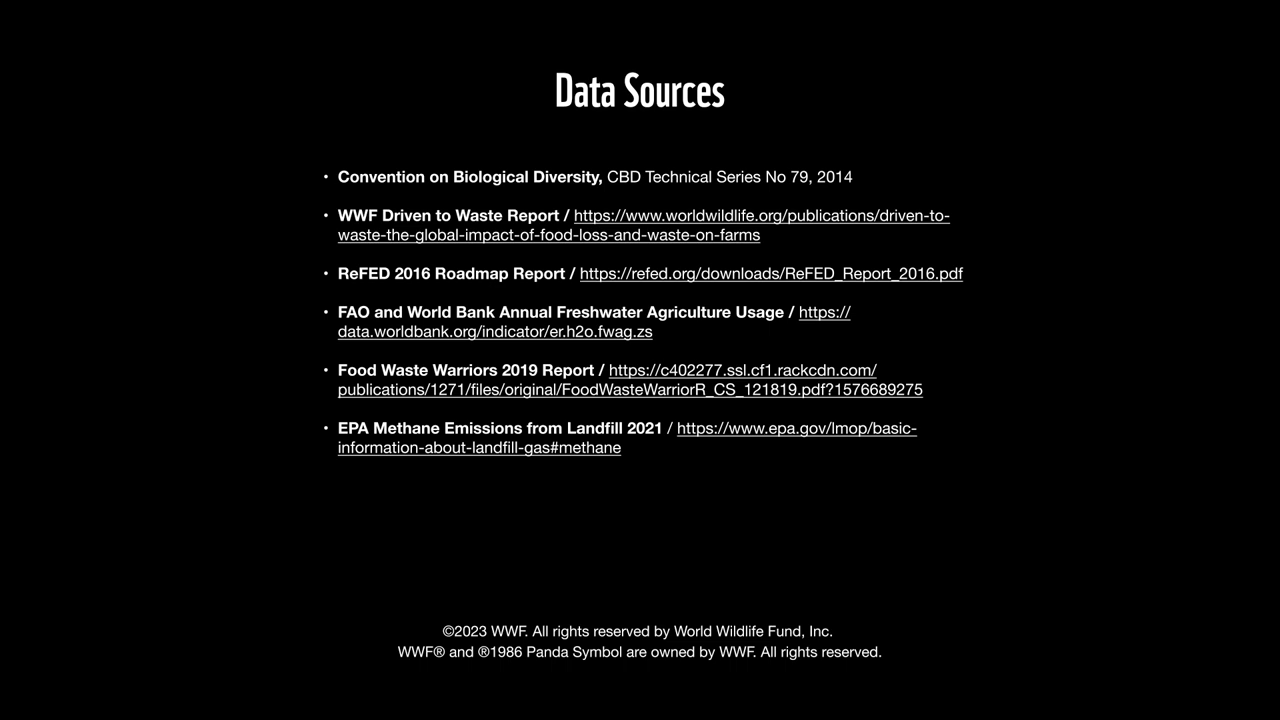 Data Sources
• Convention on Biological Diversity, CBD Technical Series No 79, 2014
• WWF Driven to Waste Report / https://www.worldwildlife.org/publications/driven-to-
waste-the-global-impact-of-food-loss-and-waste-on-farms
• ReFED 2016 Roadmap Report / https://refed.org/downloads/ReFED_Report_2016.pdf
• FAO and World Bank Annual Freshwater Agriculture Usage / https://
data.worldbank.org/indicator/er.h2o.fwag.zs
• Food Waste Warriors 2019 Report / https://c402277.ssl.cf1.rackcdn.com/
publications/1271/files/original/FoodWasteWarriorR_CS_121819.pdf?1576689275
• EPA Methane Emissions from Landfill 2021 / https://www.epa.gov/lmop/basic-
information-about-landfill-gas#methane
©2023 WWF. All rights reserved by World Wildlife Fund, Inc.
WWF® and ®1986 Panda Symbol are owned by WWF. All rights reserved.